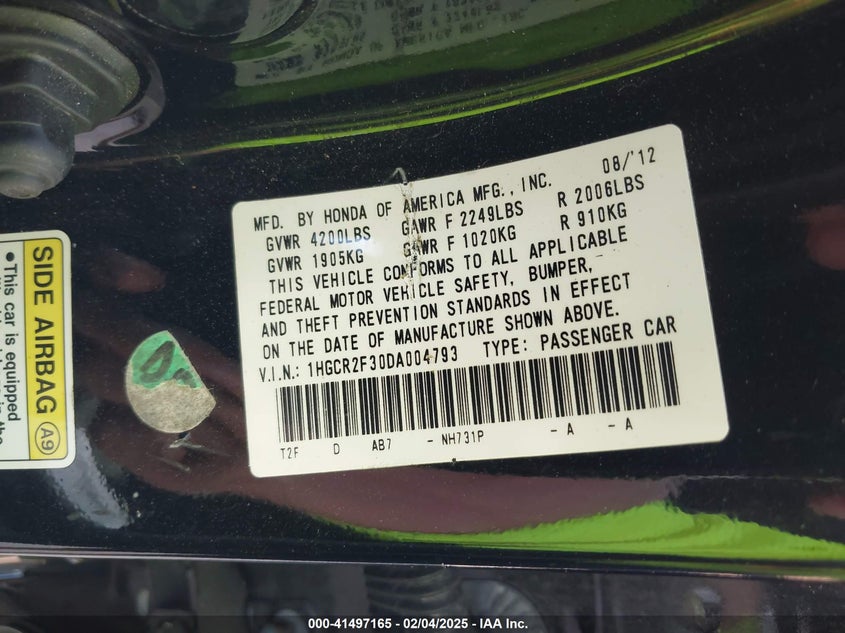 MFD. BY HONDA OF AMERICA MFG., INC. 08/'12
GVWR 4200LBS GAWR F 2249LBS R 2006LBS
GVWR 1905KG GAWR F 1020KG R 910KG
THIS VEHICLE CONFORMS TO ALL APPLICABLE
FEDERAL MOTOR VEHICLE SAFETY, BUMPER,
AND THEFT PREVENTION STANDARDS IN EFFECT
ON THE DATE OF MANUFACTURE SHOWN ABOVE.
V.I.N.: 1HGCR2F30DA004793 TYPE: PASSENGER CAR
T2F D AB7 - NH731P - A - A
SIDE AIRBAG A9
•This car is equipped
000-41497165 - 02/04/2025 - IAA Inc.